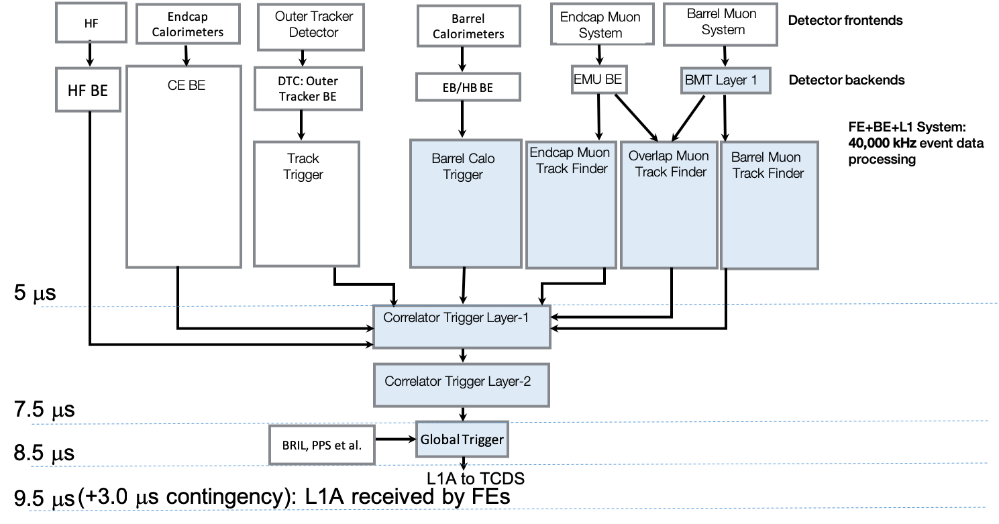 HF
Endcap
Calorimeters
Outer Tracker
Detector
Barrel
Calorimeters
Endcap Muon
System
Barrel Muon
System
Detector frontends
HF BE
CE BE
DTC: Outer
Tracker BE
EB/HB BE
EMU BE
BMT Layer 1
Detector backends
FE+BE+L1 System:
40,000 kHz event data
processing
Track
Trigger
Barrel Calo
Trigger
Endcap Muon
Track Finder
Overlap Muon
Track Finder
Barrel Muon
Track Finder
5 μs
Correlator Trigger Layer-1
Correlator Trigger Layer-2
7.5 μs
BRIL, PPS et al.
Global Trigger
8.5 μs
L1A to TCDS
9.5 μs (+3.0 μs contingency): L1A received by FEs